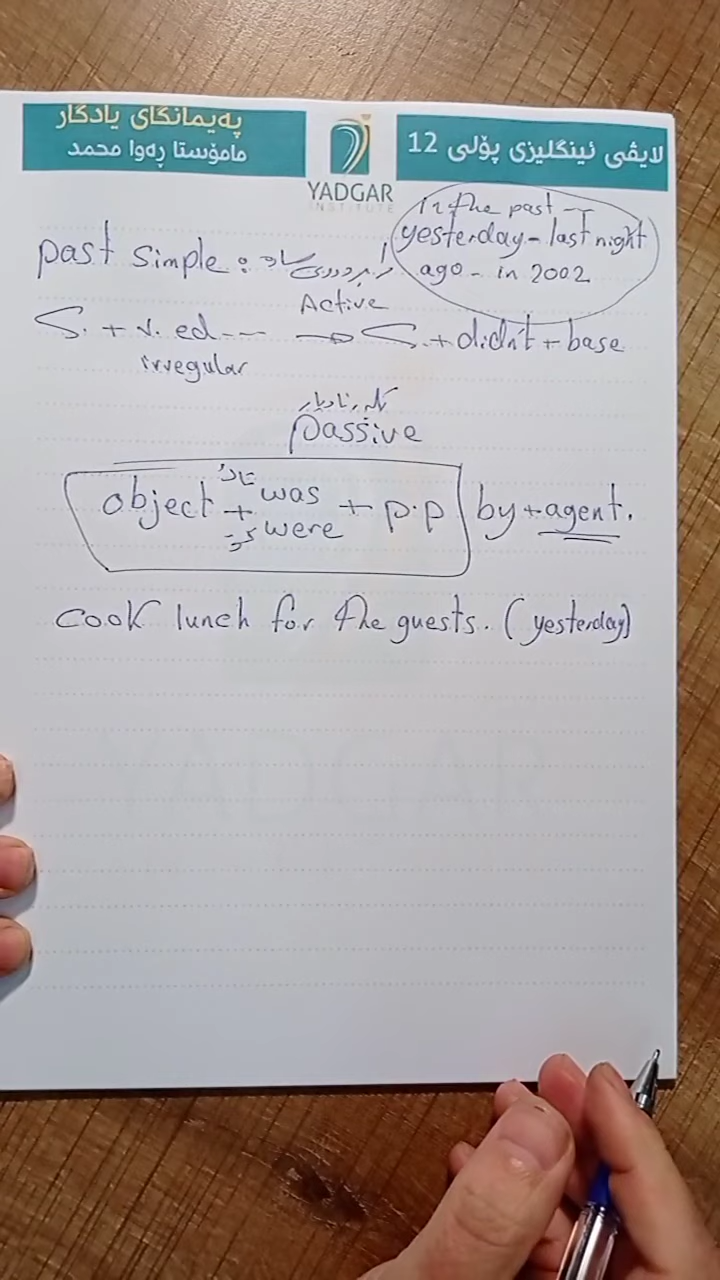 پەیمانگای یادگار
مامۆستا ڕەوا محمد
YADGAR
INSTITUTE
لایڤی ئینگلیزی پۆلی 12
in the past ---
yesterday - last night
ago - in 2002
past simple :
Active
S. + v. ed --- → S. + didnt + base
irregular
passive
object + was + p.p by + agent.
were
cook lunch for the guests. (yesterday)
YADGAR